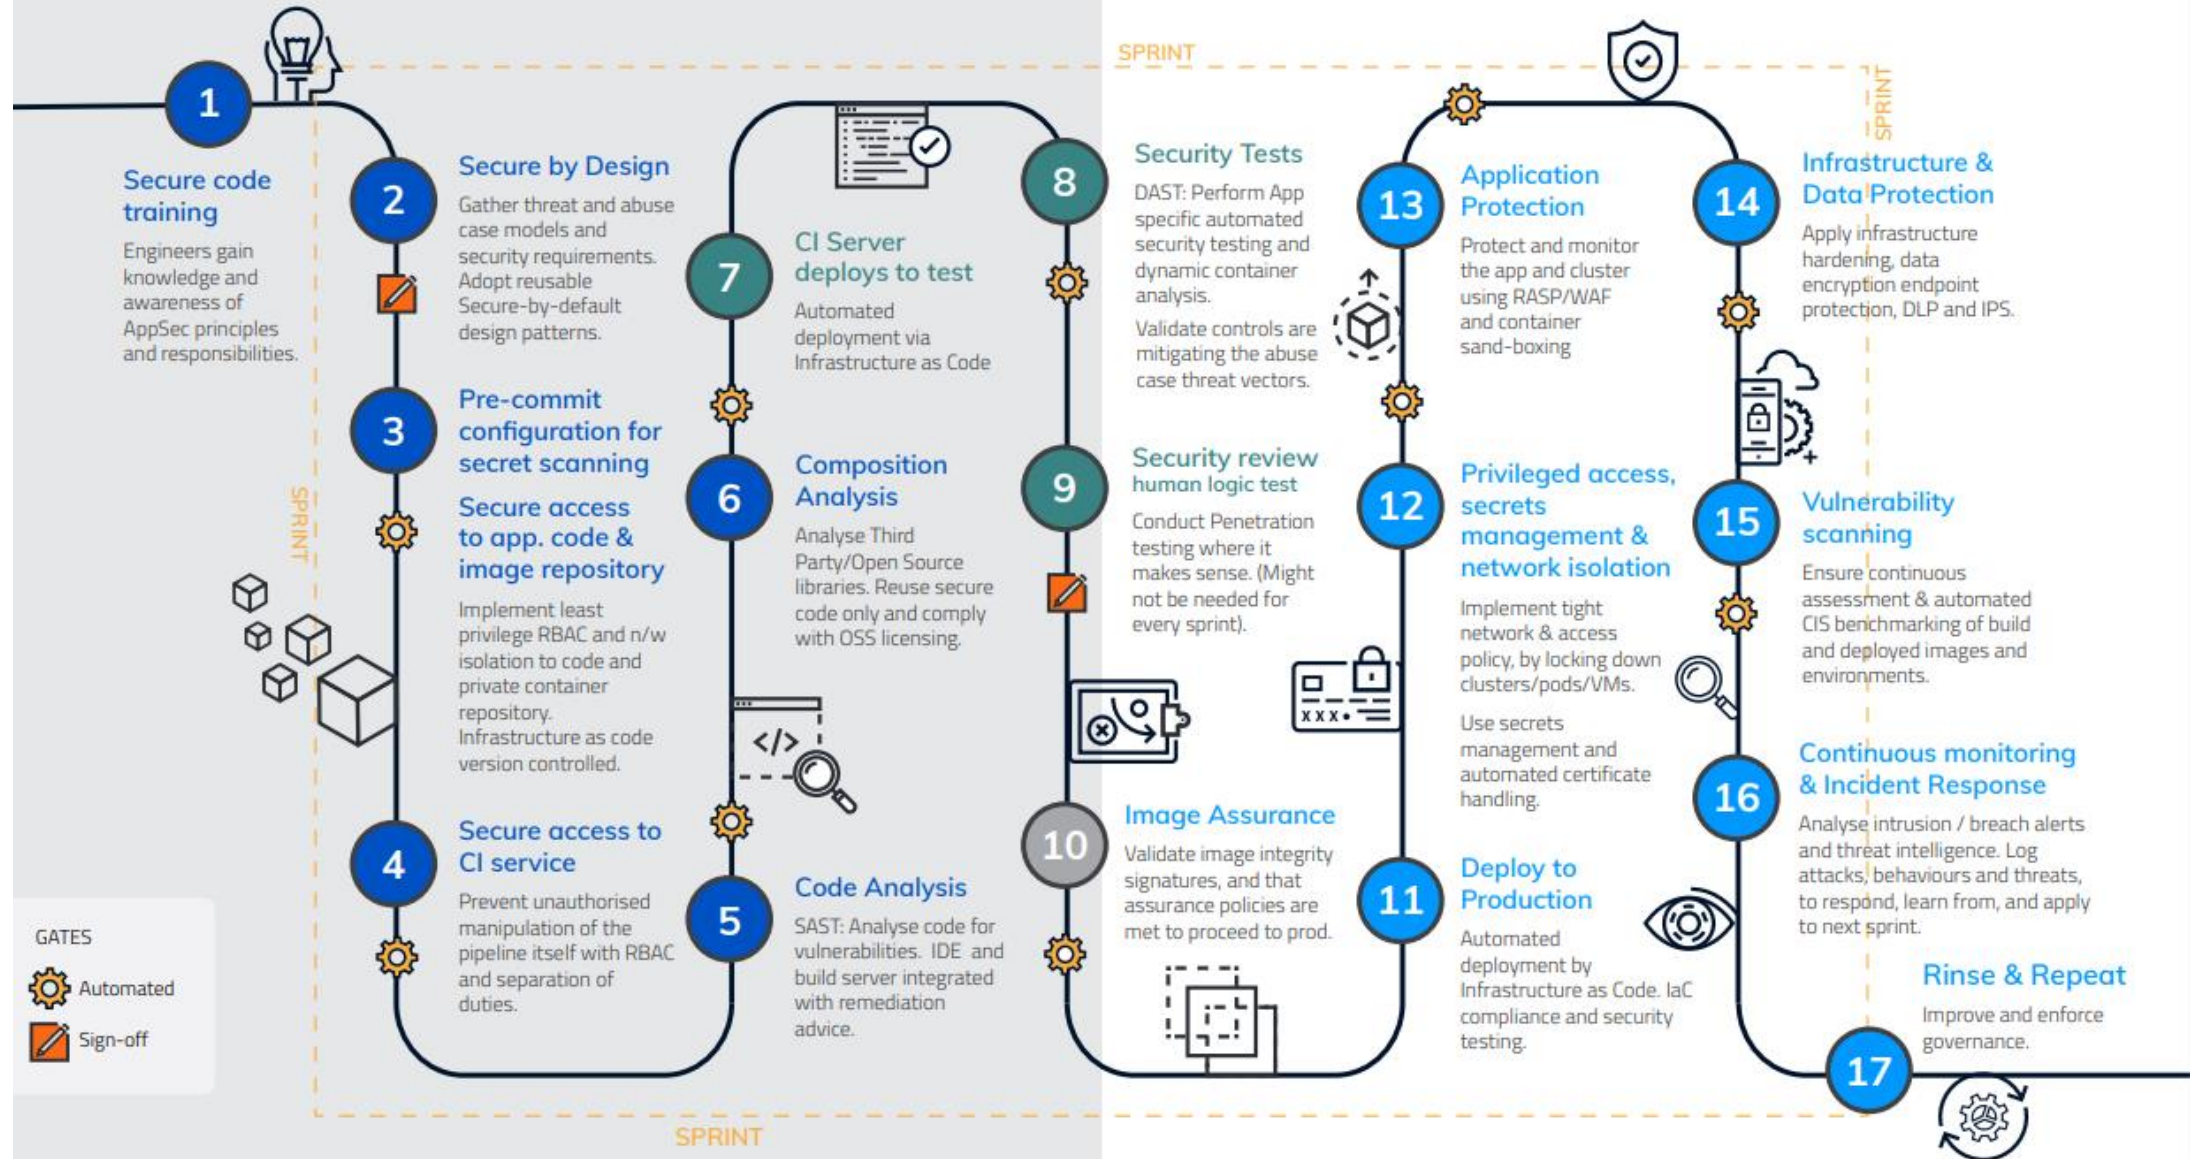 SPRINT
SPRINT
1
Secure code
training
Engineers gain
knowledge and
awareness of
AppSec principles
and responsibilities.
SPRINT
2
Secure by Design
Gather threat and abuse
case models and
security requirements.
Adopt reusable
Secure-by-default
design patterns.
3
Pre-commit
configuration for
secret scanning
Secure access
to app. code &
image repository
Implement least
privilege RBAC and n/w
isolation to code and
private container
repository.
Infrastructure as code
version controlled.
4
Secure access to
CI service
Prevent unauthorised
manipulation of the
pipeline itself with RBAC
and separation of
duties.
5
Code Analysis
SAST: Analyse code for
vulnerabilities. IDE and
build server integrated
with remediation
advice.
6
Composition
Analysis
Analyse Third
Party/Open Source
libraries. Reuse secure
code only and comply
with OSS licensing.
</>
7
CI Server
deploys to test
Automated
deployment via
Infrastructure as Code
8
Security Tests
DAST: Perform App
specific automated
security testing and
dynamic container
analysis.
Validate controls are
mitigating the abuse
case threat vectors.
9
Security review
human logic test
Conduct Penetration
testing where it
makes sense. (Might
not be needed for
every sprint).
10
Image Assurance
Validate image integrity
signatures, and that
assurance policies are
met to proceed to prod.
11
Deploy to
Production
Automated
deployment by
Infrastructure as Code. IaC
compliance and security
testing.
12
Privileged access,
secrets
management &
network isolation
Implement tight
network & access
policy, by locking down
clusters/pods/VMs.
Use secrets
management and
automated certificate
handling.
xxx
13
Application
Protection
Protect and monitor
the app and cluster
using RASP/WAF
and container
sand-boxing
14
Infrastructure &
Data Protection
Apply infrastructure
hardening, data
encryption endpoint
protection, DLP and IPS.
15
Vulnerability
scanning
Ensure continuous
assessment & automated
CIS benchmarking of build
and deployed images and
environments.
16
Continuous monitoring
& Incident Response
Analyse intrusion / breach alerts
and threat intelligence. Log
attacks, behaviours and threats,
to respond, learn from, and apply
to next sprint.
17
Rinse & Repeat
Improve and enforce
governance.
GATES
Automated
Sign-off
SPRINT